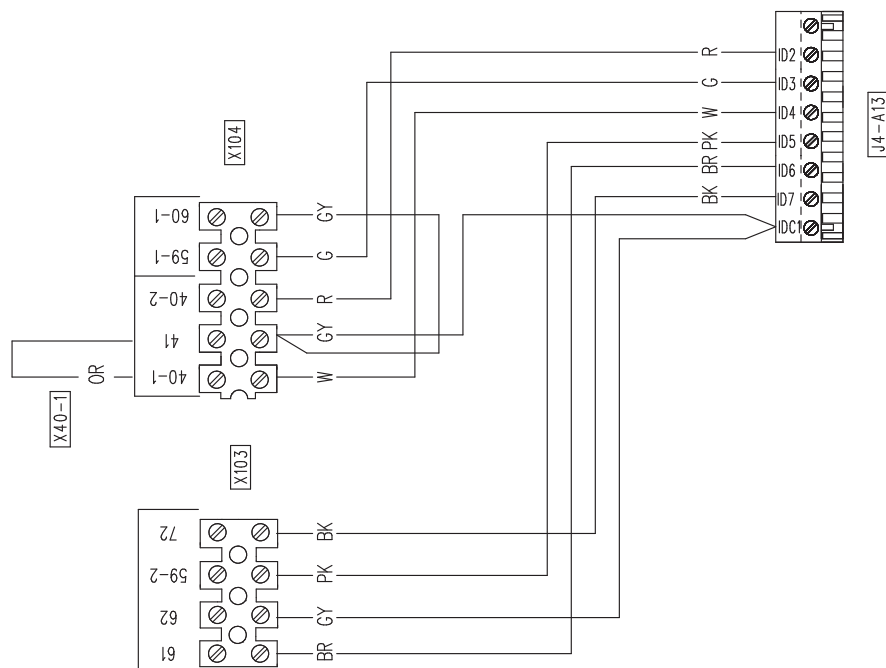 R
ID2
G
ID3
W
ID4
PK
ID5
BR
ID6
BK
ID7
IDC1
J4-A13
X104
60-1
GY
59-1
G
40-2
R
41
GY
40-1
W
OR
X40-1
X103
72
BK
59-2
PK
62
GY
61
BR